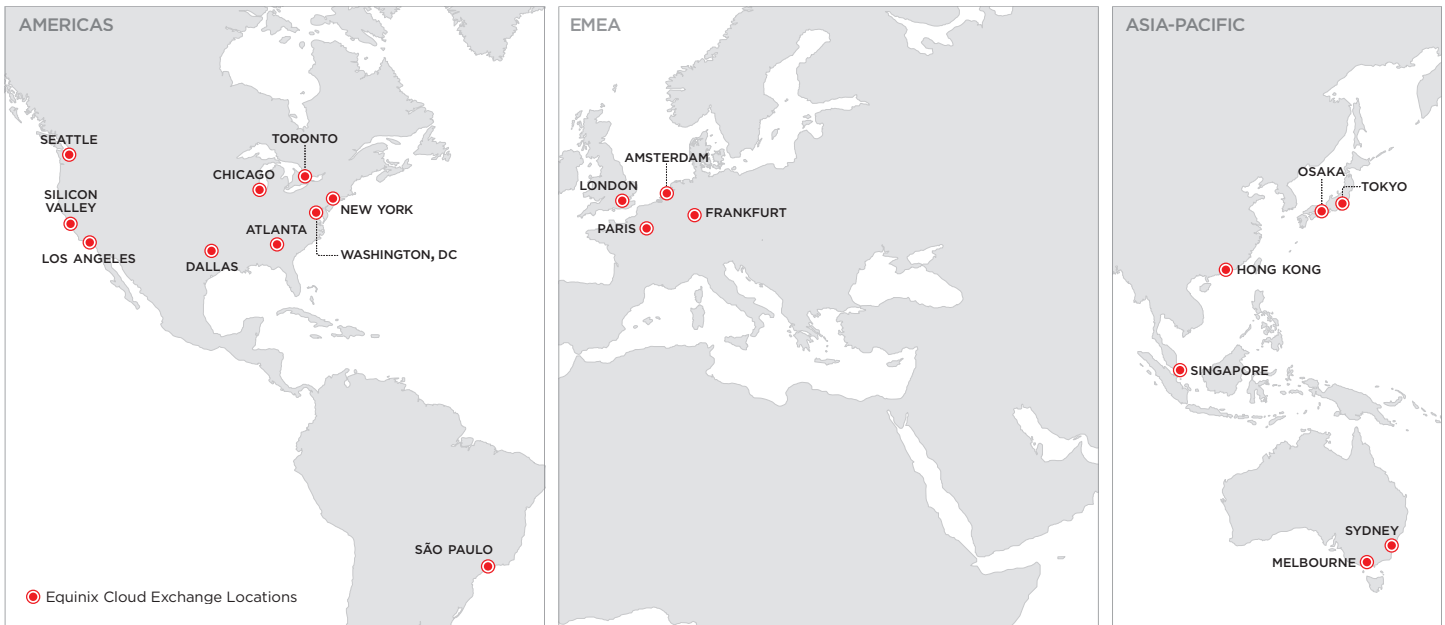 AMERICAS
SEATTLE
TORONTO
CHICAGO
SILICON
VALLEY
NEW YORK
ATLANTA
LOS ANGELES
WASHINGTON, DC
DALLAS
SÃO PAULO
Equinix Cloud Exchange Locations
EMEA
AMSTERDAM
LONDON
FRANKFURT
PARIS
ASIA-PACIFIC
OSAKA
TOKYO
HONG KONG
SINGAPORE
SYDNEY
MELBOURNE